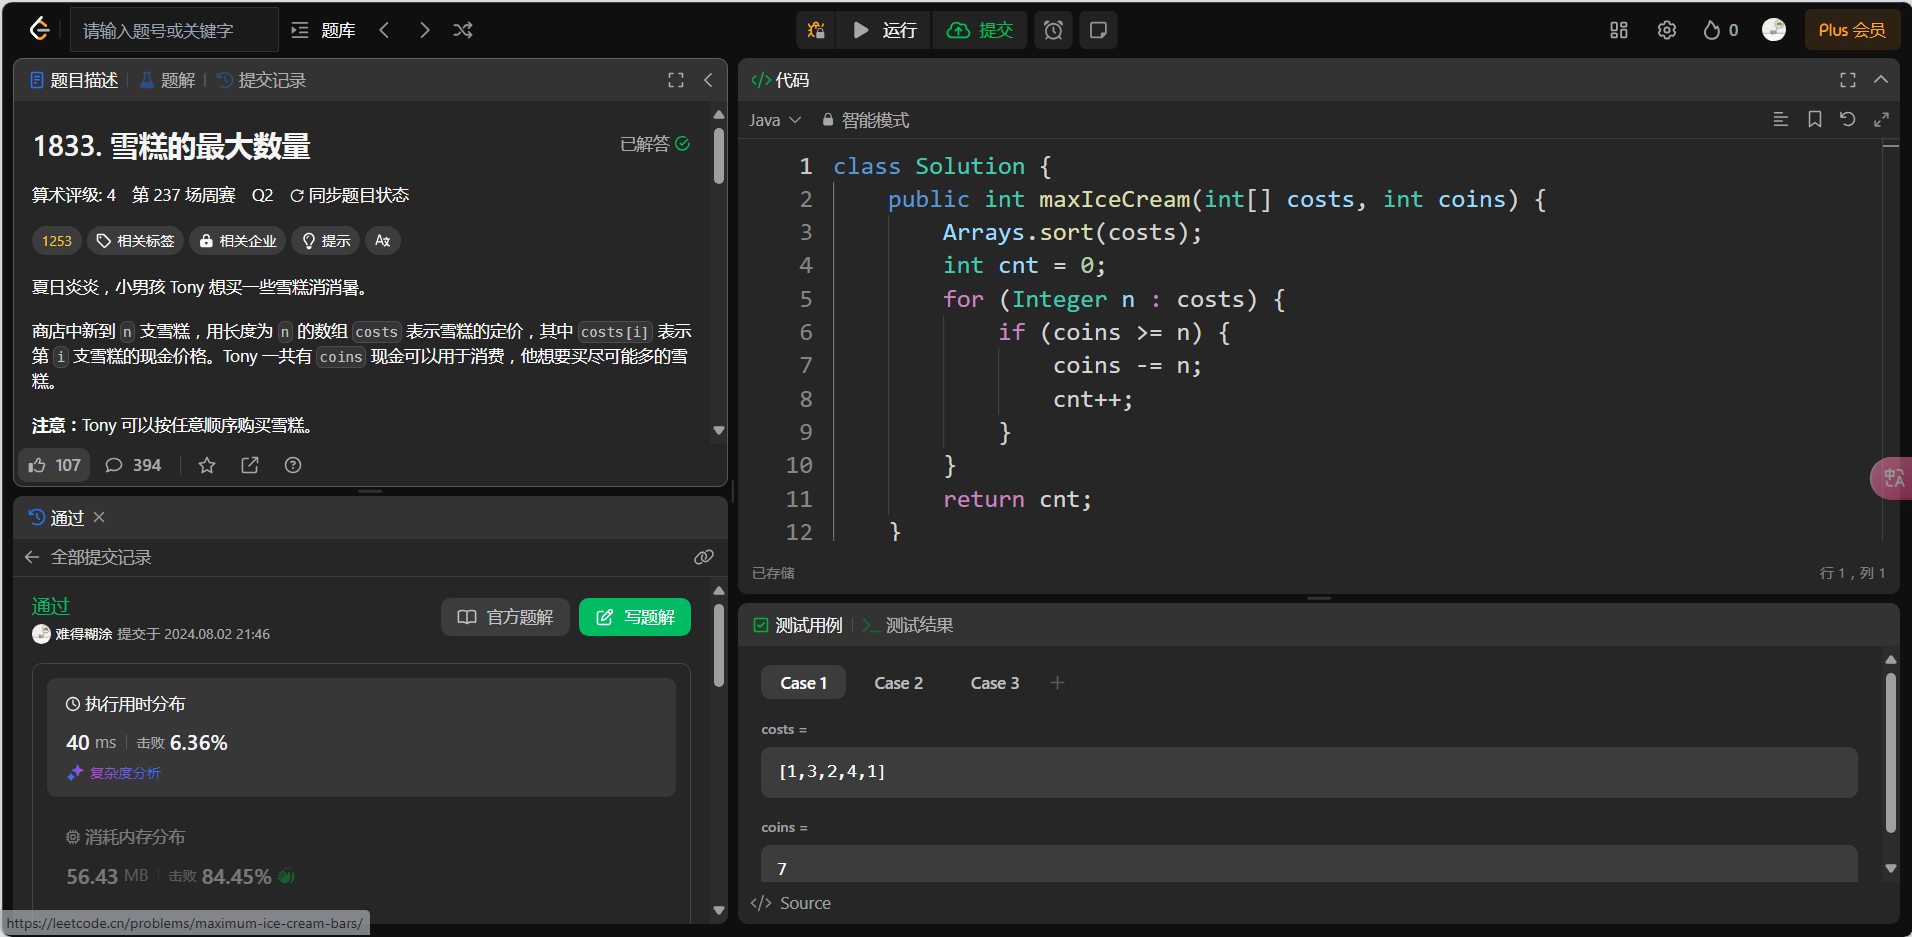 请输入题号或关键字
题库
运行
提交
0
Plus 会员
题目描述
题解
提交记录
1833. 雪糕的最大数量
已解答
算术评级: 4 第 237 场周赛 Q2 同步题目状态
1253 相关标签 相关企业 提示
夏日炎炎，小男孩 Tony 想买一些雪糕消消暑。
商店中新到 n 支雪糕，用长度为 n 的数组 costs 表示雪糕的定价，其中 costs[i] 表示
第 i 支雪糕的现金价格。Tony 一共有 coins 现金可以用于消费，他想要买尽可能多的雪
糕。
注意：Tony 可以按任意顺序购买雪糕。
107
394
通过
全部提交记录
通过
官方题解
写题解
难得糊涂 提交于 2024.08.02 21:46
执行用时分布
40 ms 击败 6.36%
复杂度分析
消耗内存分布
56.43 MB 击败 84.45%
https://leetcode.cn/problems/maximum-ice-cream-bars/
代码
Java
智能模式
1 class Solution {
2 public int maxIceCream(int[] costs, int coins) {
3 Arrays.sort(costs);
4 int cnt = 0;
5 for (Integer n : costs) {
6 if (coins >= n) {
7 coins -= n;
8 cnt++;
9 }
10 }
11 return cnt;
12 }
已存储
行 1，列 1
测试用例
测试结果
Case 1 Case 2 Case 3
costs =
[1,3,2,4,1]
coins =
7
Source